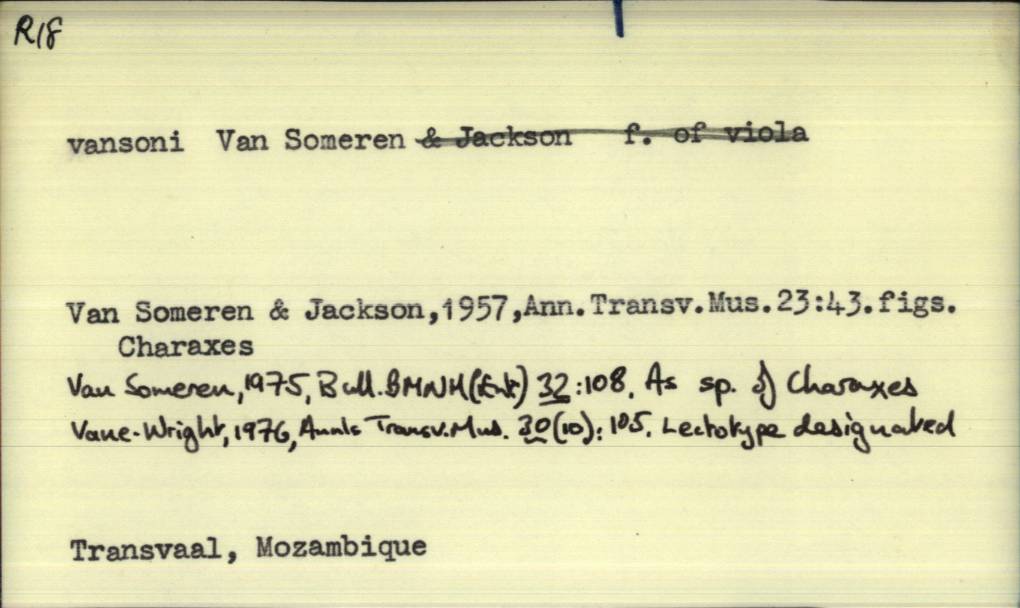 R18
vansoni Van Someren & Jackson f. of viola
Van Someren & Jackson,1957,Ann.Transv.Mus.23:43.figs.
Charaxes
Van Someren, 1975, Bull. BMNH (Ent) 32:108. As sp. of Charaxes
Vane-Wright, 1976, Annls Transv. Mus. 30(10): 105. Lectotype designated
Transvaal, Mozambique